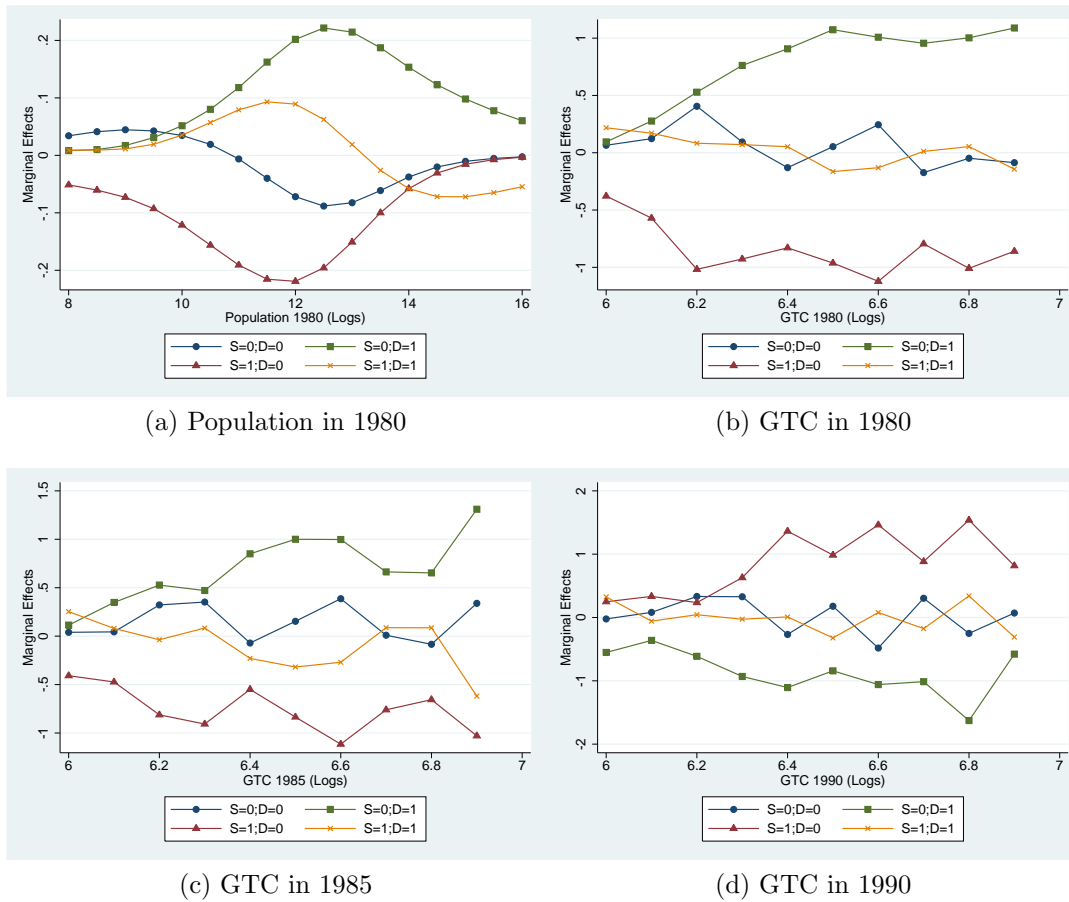 .2
.1
0
-.1
-.2
Marginal Effects
8 10 12 14 16
Population 1980 (Logs)
S=0;D=0 S=0;D=1
S=1;D=0 S=1;D=1
(a) Population in 1980
1
.5
0
-.5
-1
Marginal Effects
6 6.2 6.4 6.6 6.8 7
GTC 1980 (Logs)
S=0;D=0 S=0;D=1
S=1;D=0 S=1;D=1
(b) GTC in 1980
1.5
1
.5
0
-.5
-1
Marginal Effects
6 6.2 6.4 6.6 6.8 7
GTC 1985 (Logs)
S=0;D=0 S=0;D=1
S=1;D=0 S=1;D=1
(c) GTC in 1985
2
1
0
-1
-2
Marginal Effects
6 6.2 6.4 6.6 6.8 7
GTC 1990 (Logs)
S=0;D=0 S=0;D=1
S=1;D=0 S=1;D=1
(d) GTC in 1990